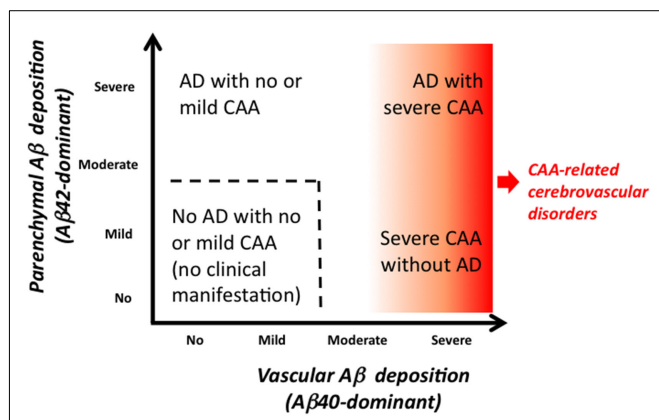 Parenchymal Aβ deposition
(Aβ42-dominant)
Severe
Moderate
Mild
No
AD with no or
mild CAA
AD with
severe CAA
No AD with no
or mild CAA
(no clinical
manifestation)
Severe CAA
without AD
CAA-related
cerebrovascular
disorders
No
Mild
Moderate
Severe
Vascular Aβ deposition
(Aβ40-dominant)